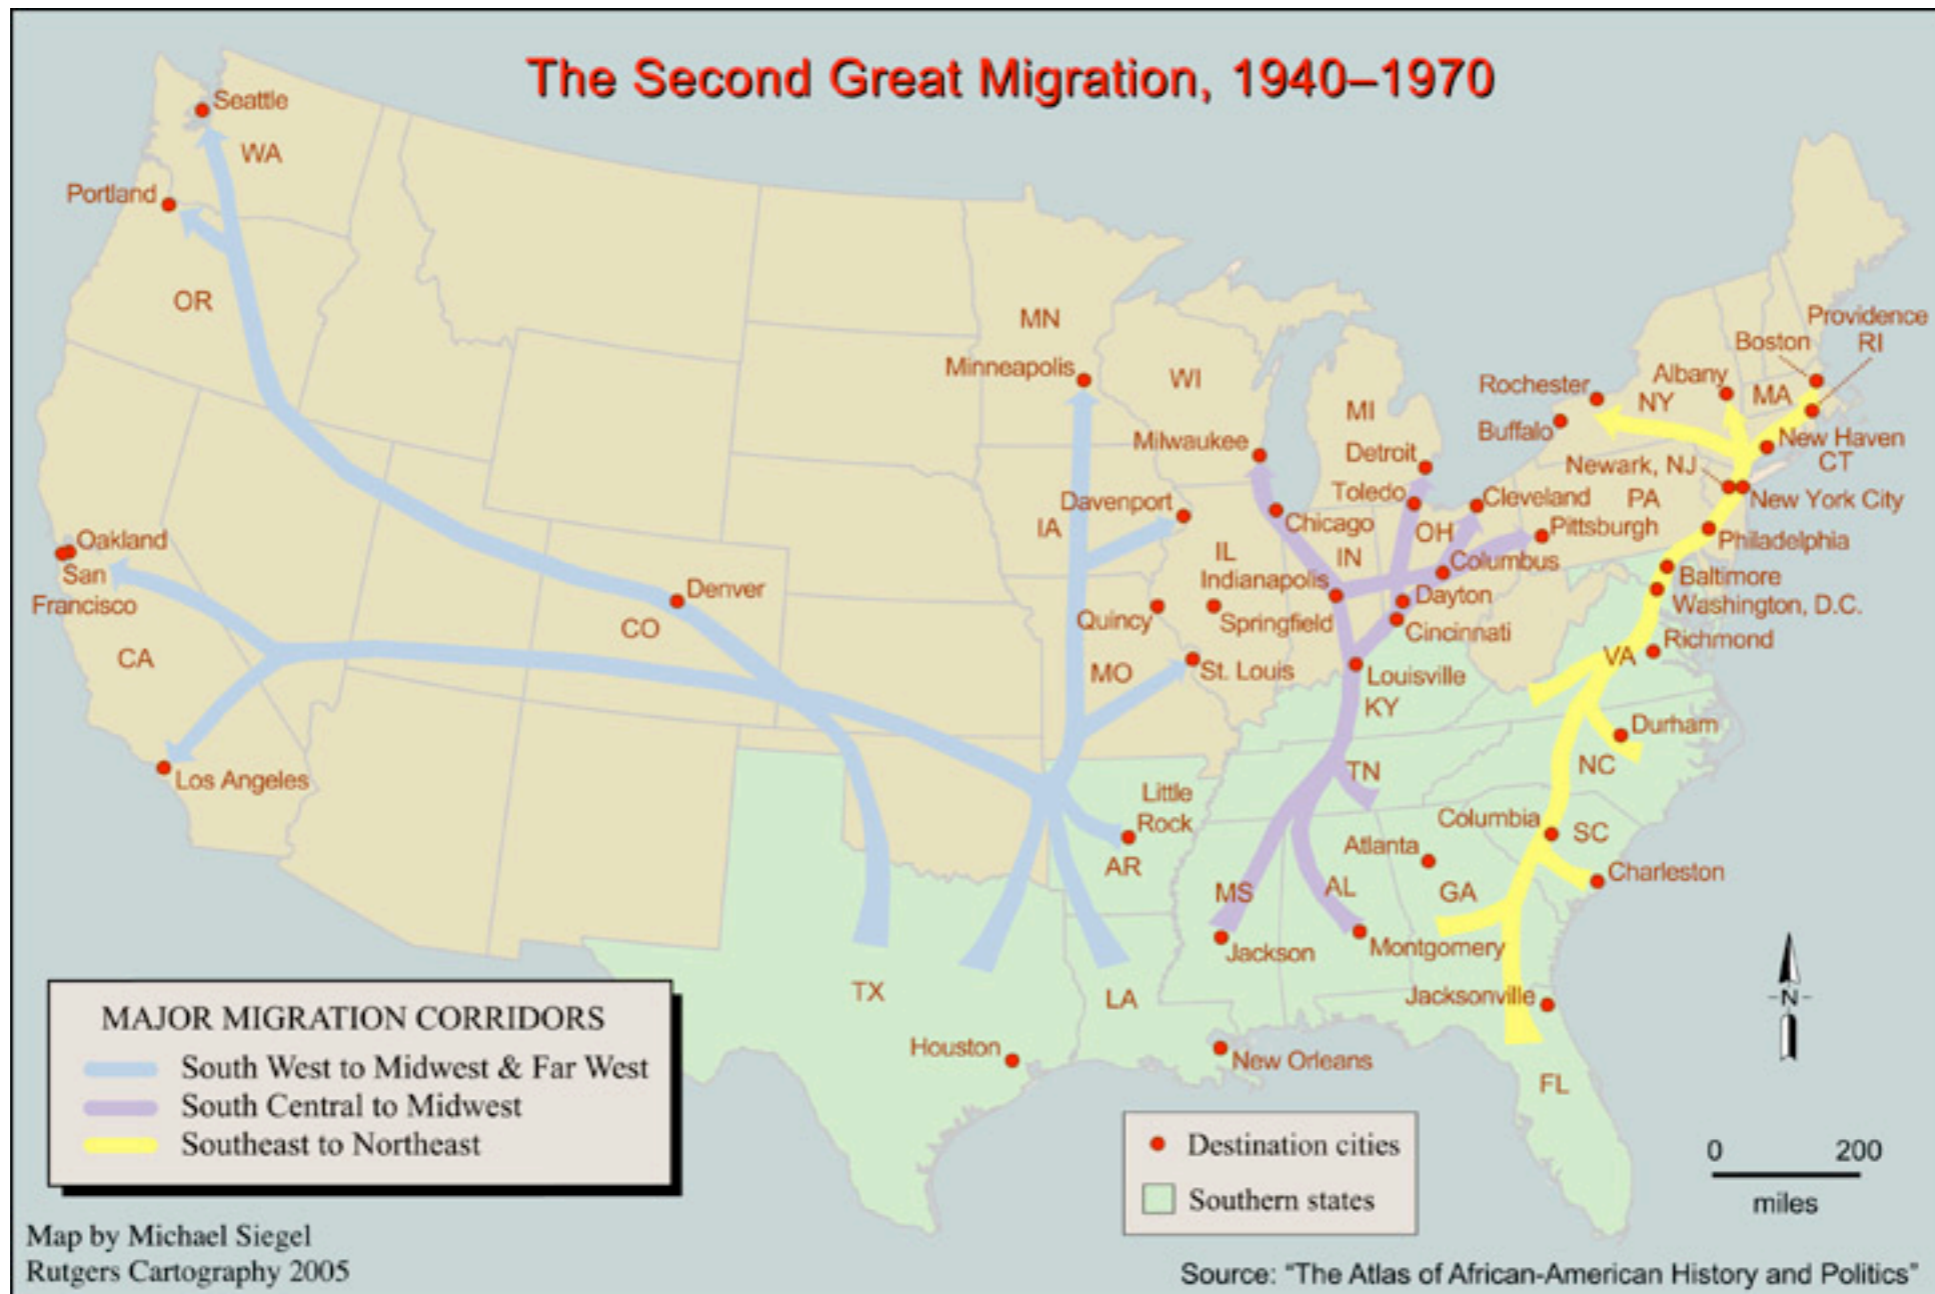 The Second Great Migration, 1940–1970
Seattle
WA
Portland
OR
MN
Minneapolis
WI
MI
Milwaukee
Detroit
Rochester
Buffalo
Albany
NY
Boston
Providence
RI
MA
New Haven
CT
Newark, NJ
New York City
PA
Philadelphia
Baltimore
Washington, D.C.
Richmond
VA
Davenport
IA
Chicago
Toledo
Cleveland
OH
Pittsburgh
Columbus
IL
IN
Indianapolis
Dayton
Cincinnati
Quincy
Springfield
MO
St. Louis
Louisville
KY
Oakland
San
Francisco
CA
Denver
CO
Los Angeles
Durham
NC
TN
Little
Rock
AR
Columbia
SC
Atlanta
GA
Charleston
MS
AL
Jackson
Montgomery
TX
LA
Jacksonville
Houston
New Orleans
FL
N
MAJOR MIGRATION CORRIDORS
South West to Midwest & Far West
South Central to Midwest
Southeast to Northeast
Destination cities
Southern states
0 200
miles
Map by Michael Siegel
Rutgers Cartography 2005
Source: “The Atlas of African-American History and Politics”